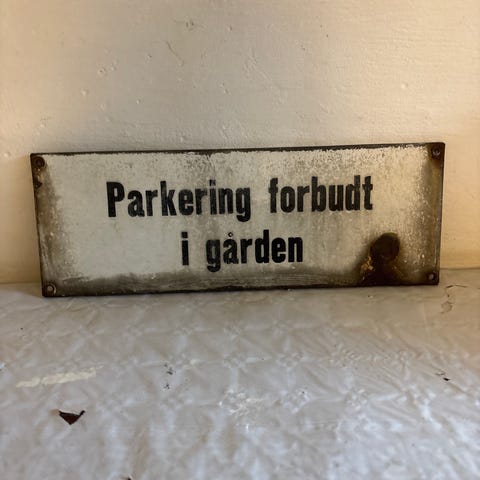 Parkering forbudt
i gården